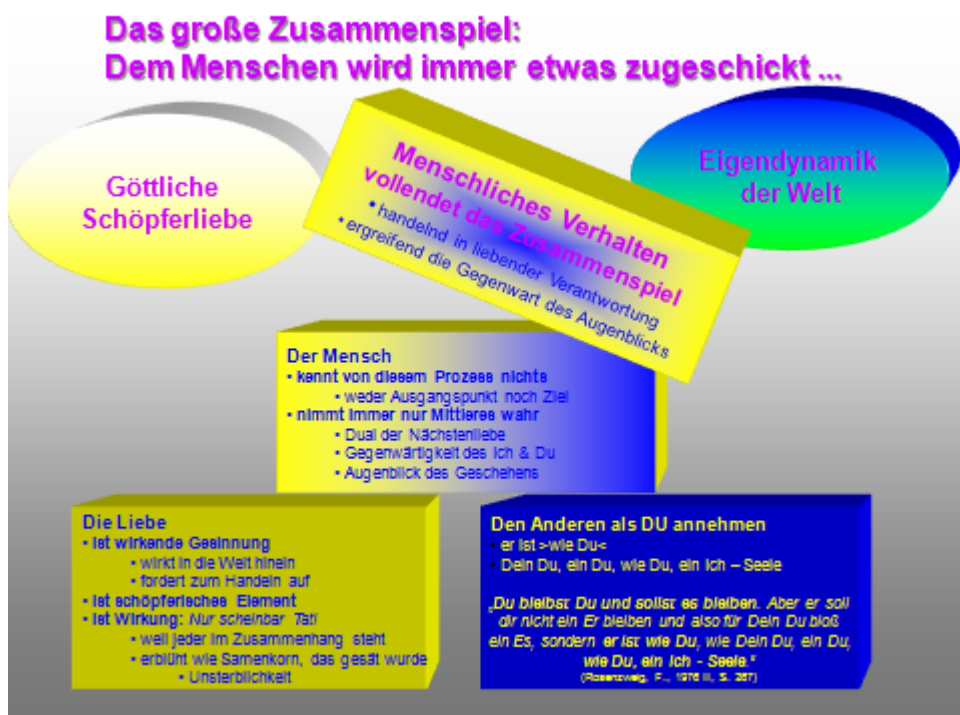 Das große Zusammenspiel:
Dem Menschen wird immer etwas zugeschickt ...
Göttliche
Schöpferliebe
Menschliches Verhalten
vollendet das Zusammenspiel
• handelnd in liebender Verantwortung
• ergreifend die Gegenwart des Augenblicks
Eigendynamik
der Welt
Der Mensch
• kennt von diesem Prozess nichts
• weder Ausgangspunkt noch Ziel
• nimmt immer nur Mittleres wahr
• Dual der Nächstenliebe
• Gegenwärtigkeit des Ich & Du
• Augenblick des Geschehens
Die Liebe
• ist wirkende Gesinnung
• wirkt in die Welt hinein
• fordert zum Handeln auf
• ist schöpferisches Element
• ist Wirkung: Nur scheinbar Tat!
• weil jeder im Zusammenhang steht
• erblüht wie Samenkorn, das gesät wurde
• Unsterblichkeit
Den Anderen als DU annehmen
• er ist >wie Du<
• Dein Du, ein Du, wie Du, ein Ich – Seele
„Du bleibst Du und sollst es bleiben. Aber er soll
dir nicht ein Er bleiben und also für Dein Du bloß
ein Es, sondern er ist wie Du, wie Dein Du, ein Du,
wie Du, ein Ich - Seele."
(Rosenzweig, F., 1976 II, S. 267)